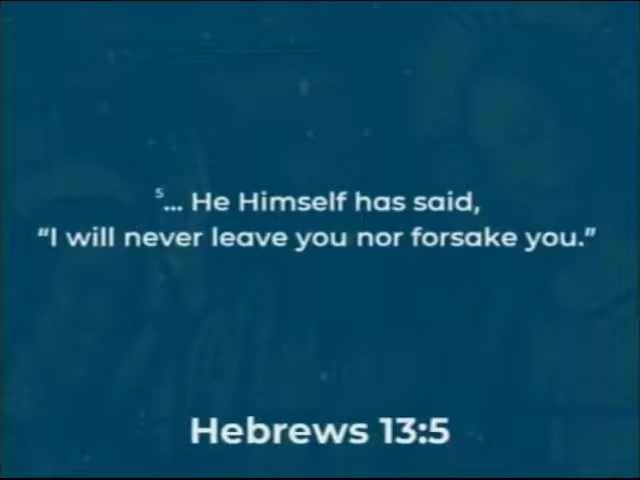 ⁵... He Himself has said,
“I will never leave you nor forsake you.”
Hebrews 13:5